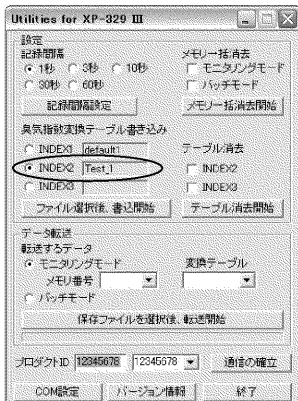 Utilities for XP-329 Ⅲ
設定
記録間隔
1秒 3秒 10秒
30秒 60秒
記録間隔設定
メモリー括消去
モニタリングモード
バッチモード
メモリー括消去開始
臭気指数変換テーブル書き込み
INDEX1 default1
INDEX2 Test_1
INDEX3
ファイル選択後、書込開始
テーブル消去
INDEX2
INDEX3
テーブル消去開始
データ転送
転送するデータ
モニタリングモード
メモリ番号
バッチモード
変換テーブル
保存ファイルを選択後、転送開始
プロダクトID 12345678 12345678 通信の確立
COM設定 バージョン情報 終了